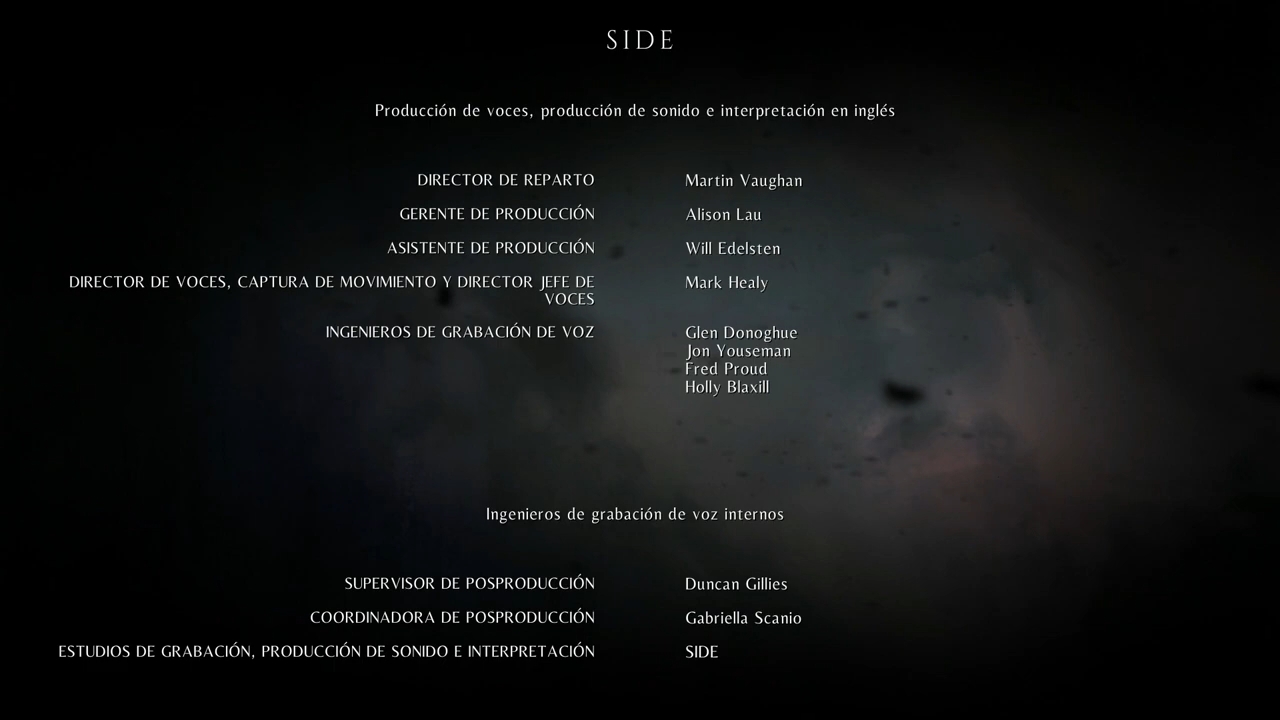 SIDE
Producción de voces, producción de sonido e interpretación en inglés
DIRECTOR DE REPARTO Martin Vaughan
GERENTE DE PRODUCCIÓN Alison Lau
ASISTENTE DE PRODUCCIÓN Will Edelsten
DIRECTOR DE VOCES, CAPTURA DE MOVIMIENTO Y DIRECTOR JEFE DE Mark Healy
VOCES
INGENIEROS DE GRABACIÓN DE VOZ Glen Donoghue
Jon Youseman
Fred Proud
Holly Blaxill
Ingenieros de grabación de voz internos
SUPERVISOR DE POSPRODUCCIÓN Duncan Gillies
COORDINADORA DE POSPRODUCCIÓN Gabriella Scanio
ESTUDIOS DE GRABACIÓN, PRODUCCIÓN DE SONIDO E INTERPRETACIÓN SIDE